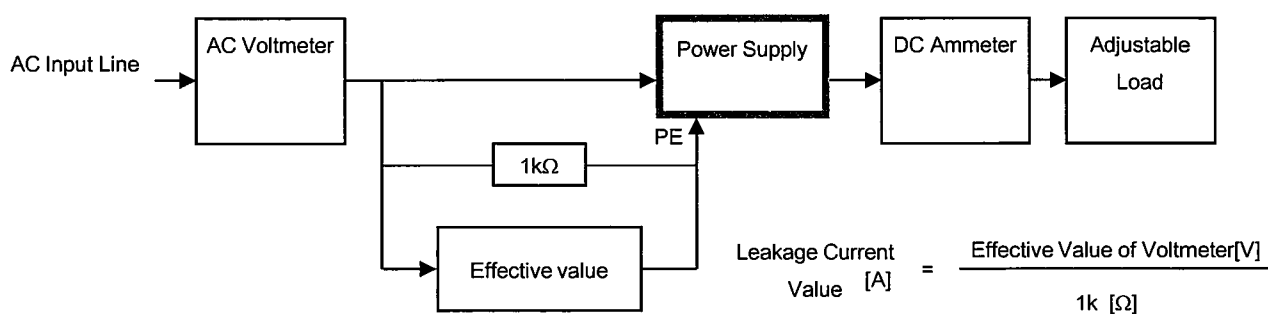 AC Input Line
AC Voltmeter
Power Supply
DC Ammeter
Adjustable
Load
PE
1kΩ
Effective value
Leakage Current
Value [A]
=
Effective Value of Voltmeter[V]
1k [Ω]